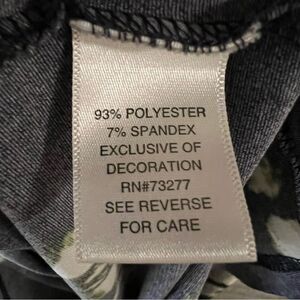 93% POLYESTER
7% SPANDEX
EXCLUSIVE OF
DECORATION
RN#73277
SEE REVERSE
FOR CARE